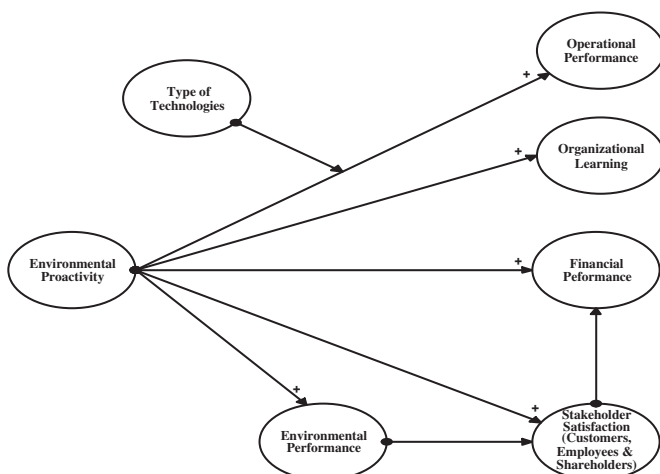 Operational
Performance
+
Type of
Technologies
+
Organizational
Learning
Environmental
Proactivity
+
Financial
Peformance
+
+
Environmental
Performance
Stakeholder
Satisfaction
(Customers,
Employees &
Shareholders)